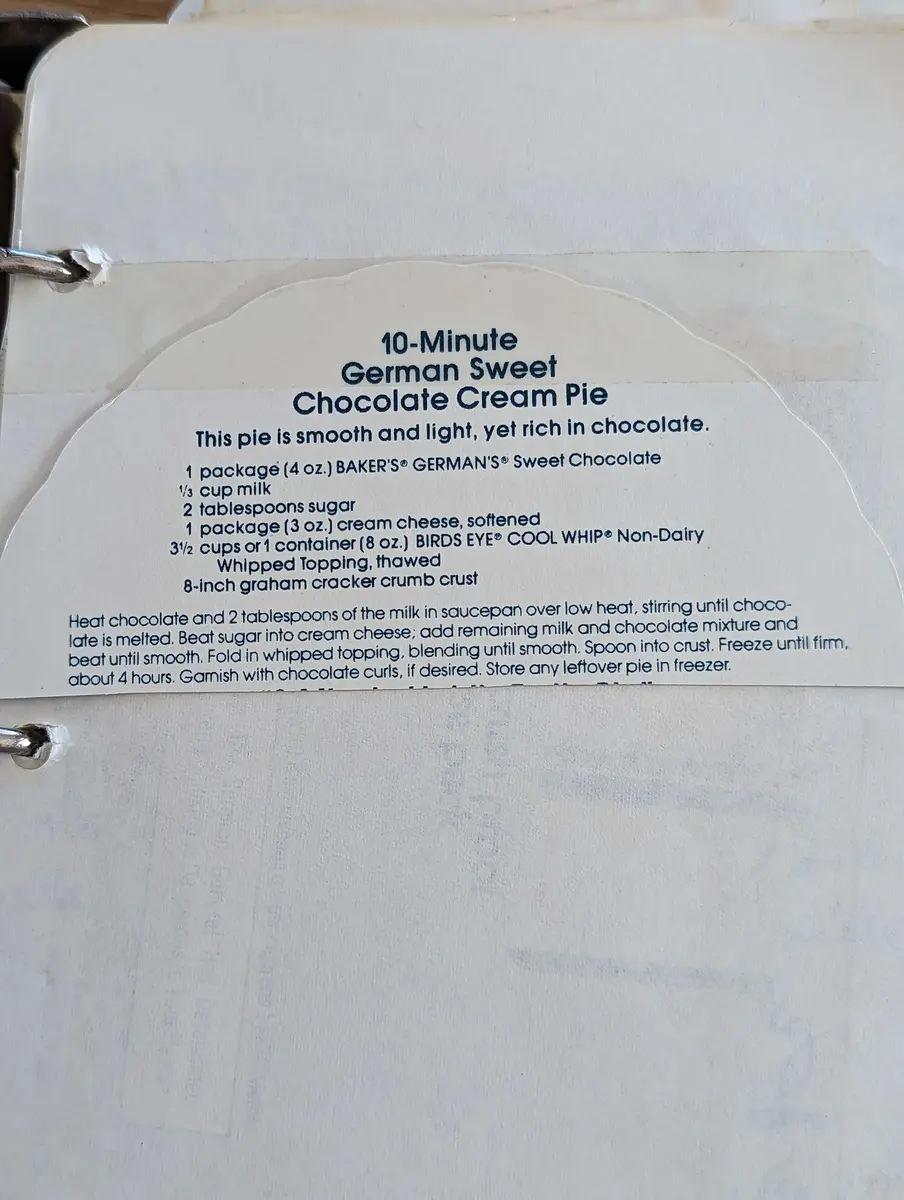 10-Minute
German Sweet
Chocolate Cream Pie
This pie is smooth and light, yet rich in chocolate.
1 package (4 oz.) BAKER'S® GERMAN'S® Sweet Chocolate
⅓ cup milk
2 tablespoons sugar
1 package (3 oz.) cream cheese, softened
3½ cups or 1 container (8 oz.) BIRDS EYE® COOL WHIP® Non-Dairy
Whipped Topping, thawed
8-inch graham cracker crumb crust
Heat chocolate and 2 tablespoons of the milk in saucepan over low heat, stirring until choco-
late is melted. Beat sugar into cream cheese; add remaining milk and chocolate mixture and
beat until smooth. Fold in whipped topping, blending until smooth. Spoon into crust. Freeze until firm,
about 4 hours. Garnish with chocolate curls, if desired. Store any leftover pie in freezer.